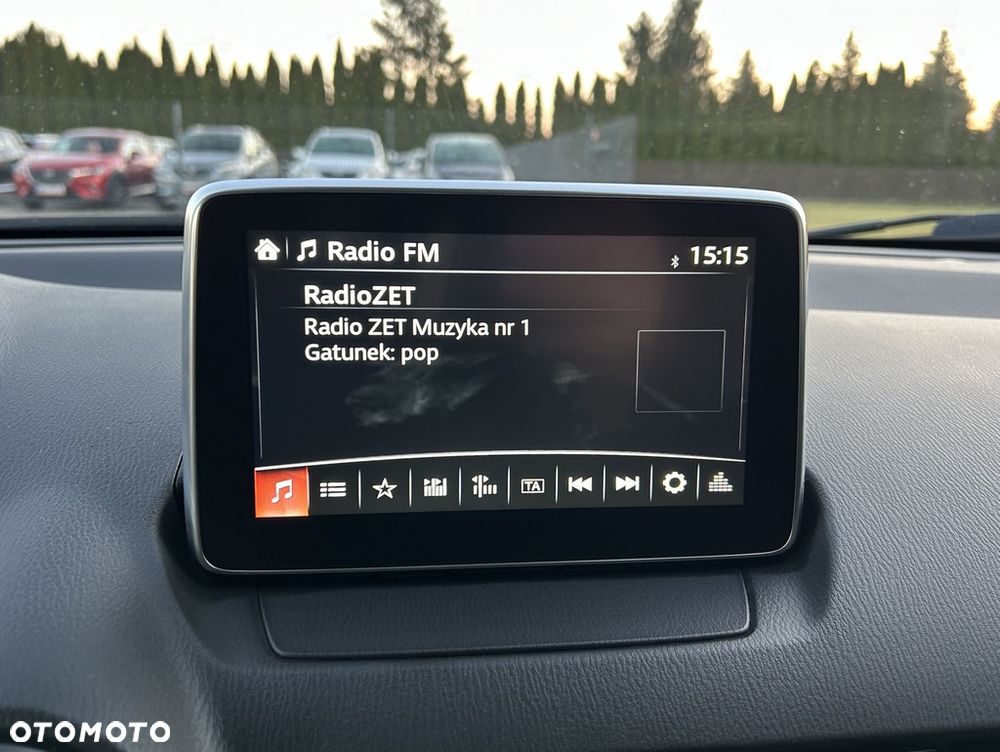 Radio FM
15:15
RadioZET
Radio ZET Muzyka nr 1
Gatunek: pop
TA
OTOMOTO